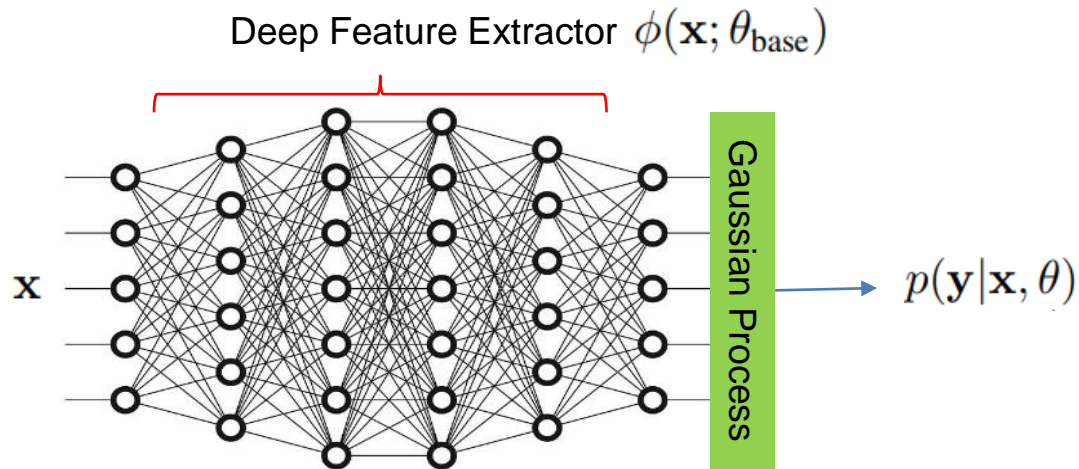 Deep Feature Extractor ϕ(x; θ_base)
x
Gaussian Process
p(y|x, θ)